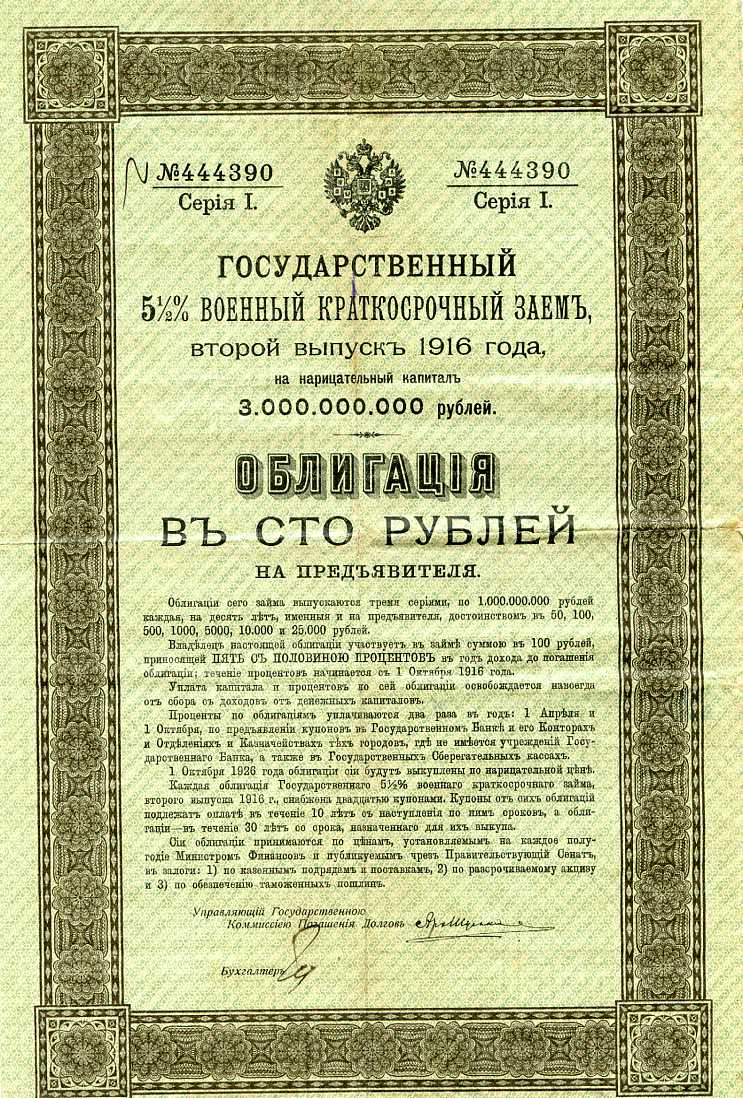 №444390 №444390
Серія I. Серія I.
ГОСУДАРСТВЕННЫЙ
5½% ВОЕННЫЙ КРАТКОСРОЧНЫЙ ЗАЕМЪ,
второй выпускъ 1916 года,
на нарицательный капиталъ
3.000.000.000 рублей.
ОБЛИГАЦІЯ
ВЪ СТО РУБЛЕЙ
НА ПРЕДЪЯВИТЕЛЯ.
Облигаціи сего займа выпускаются тремя серіями, по 1.000.000.000 рублей
каждая, на десять лѣтъ, именныя и на предъявителя, достоинствомъ въ 50, 100,
500, 1000, 5000, 10.000 и 25.000 рублей.
Владѣлецъ настоящей облигаціи участвуетъ въ займѣ суммою въ 100 рублей,
приносящей ПЯТЬ СЪ ПОЛОВИНОЮ ПРОЦЕНТОВЪ въ годъ дохода до погашенія
облигаціи; теченіе процентовъ начинается съ 1 Октября 1916 года.
Уплата капитала и процентовъ по сей облигаціи освобождается навсегда
отъ сбора съ доходовъ отъ денежныхъ капиталовъ.
Проценты по облигаціямъ уплачиваются два раза въ годъ: 1 Апрѣля и
1 Октября, по предъявленіи купоновъ въ Государственномъ Банкѣ и его Конторахъ
и Отдѣленіяхъ и Казначействахъ тѣхъ городовъ, гдѣ не имѣется учрежденій Госу-
дарственнаго Банка, а также въ Государственныхъ Сберегательныхъ кассахъ.
1 Октября 1926 года облигаціи сіи будутъ выкуплены по нарицательной цѣнѣ.
Каждая облигація Государственнаго 5½% военнаго краткосрочнаго займа,
второго выпуска 1916 г., снабжена двадцатью купонами. Купоны отъ сихъ облигацій
подлежатъ оплатѣ въ теченіе 10 лѣтъ съ наступленія по нимъ сроковъ, а обли-
гаціи—въ теченіе 30 лѣтъ со срока, назначеннаго для ихъ выкупа.
Сіи облигаціи принимаются по цѣнамъ, установляемымъ на каждое полу-
годіе Министромъ Финансовъ и публикуемымъ чрезъ Правительствующій Сенатъ,
въ залоги: 1) по казеннымъ подрядамъ и поставкамъ, 2) по разсрочиваемому акцизу
и 3) по обезпеченію таможенныхъ пошлинъ.
Управляющій Государственною
Коммиссіею Погашенія Долговъ
Бухгалтеръ